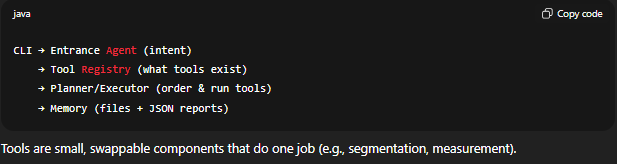 java
Copy code
CLI → Entrance Agent (intent)
→ Tool Registry (what tools exist)
→ Planner/Executor (order & run tools)
→ Memory (files + JSON reports)
Tools are small, swappable components that do one job (e.g., segmentation, measurement).